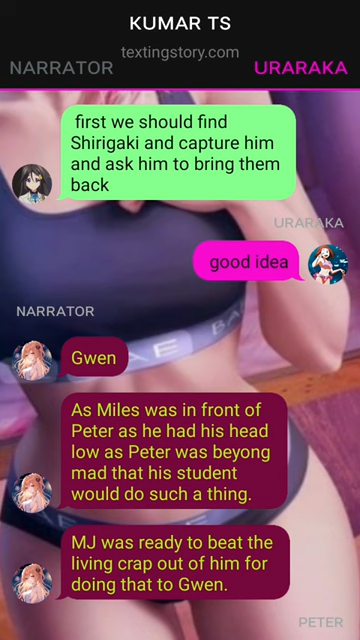 KUMAR TS
textingstory.com
NARRATOR
URARAKA
first we should find
Shirigaki and capture him
and ask him to bring them
back
URARAKA
good idea
NARRATOR
Gwen
As Miles was in front of
Peter as he had his head
low as Peter was beyong
mad that his student
would do such a thing.
MJ was ready to beat the
living crap out of him for
doing that to Gwen.
PETER